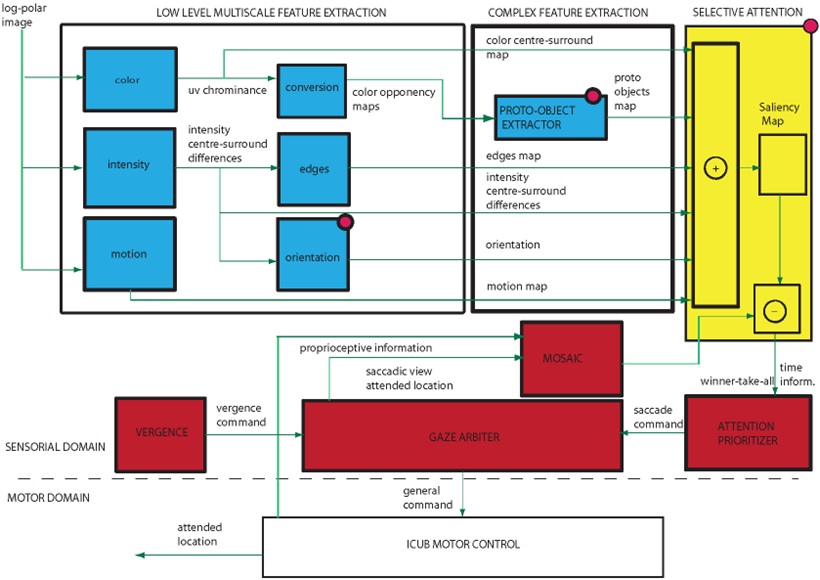 log-polar
image
LOW LEVEL MULTISCALE FEATURE EXTRACTION
COMPLEX FEATURE EXTRACTION
SELECTIVE ATTENTION
color
uv chrominance
conversion
color opponency
maps
color centre-surround
map
PROTO-OBJECT
EXTRACTOR
proto
objects
map
Saliency
Map
intensity
intensity
centre-surround
differences
edges
edges map
intensity
centre-surround
differences
+
motion
orientation
orientation
motion map
−
proprioceptive information
saccadic view
attended location
MOSAIC
winner-take-all
time
inform.
VERGENCE
vergence
command
GAZE ARBITER
saccade
command
ATTENTION
PRIORITIZER
SENSORIAL DOMAIN
MOTOR DOMAIN
general
command
attended
location
ICUB MOTOR CONTROL